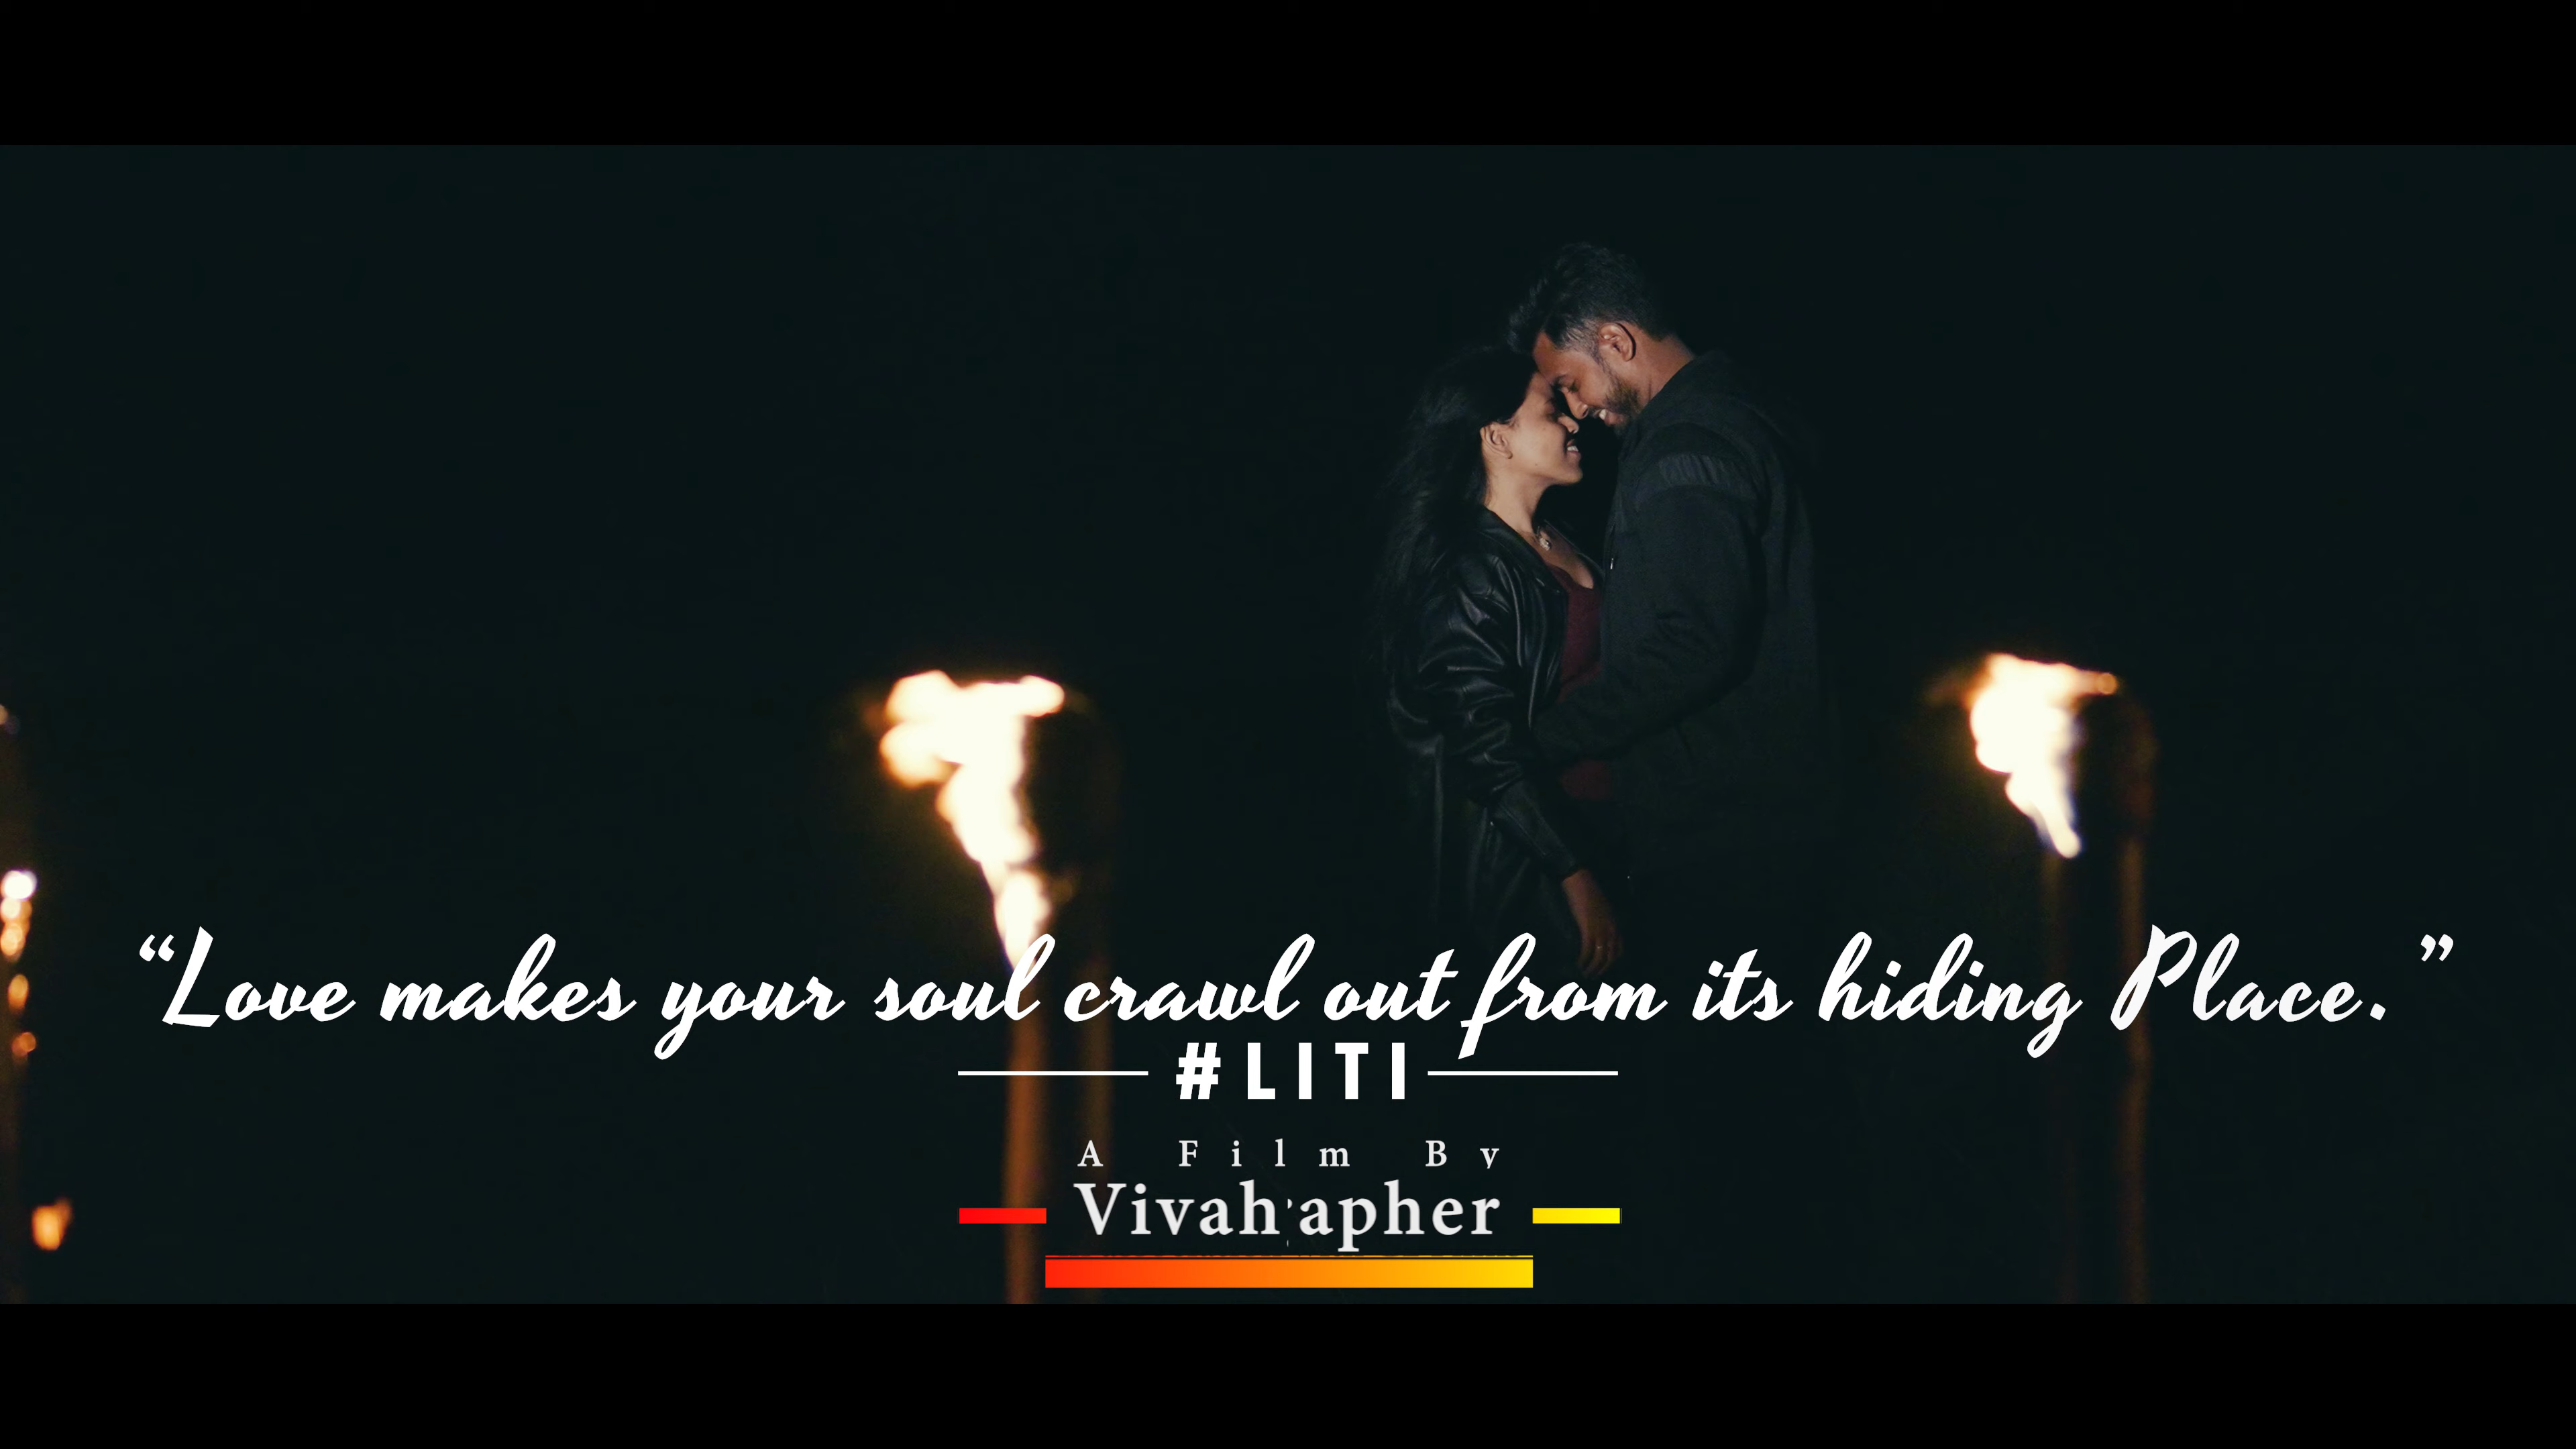 “Love makes your soul crawl out from its hiding Place.”
#LITI
A Film By
Vivah'apher